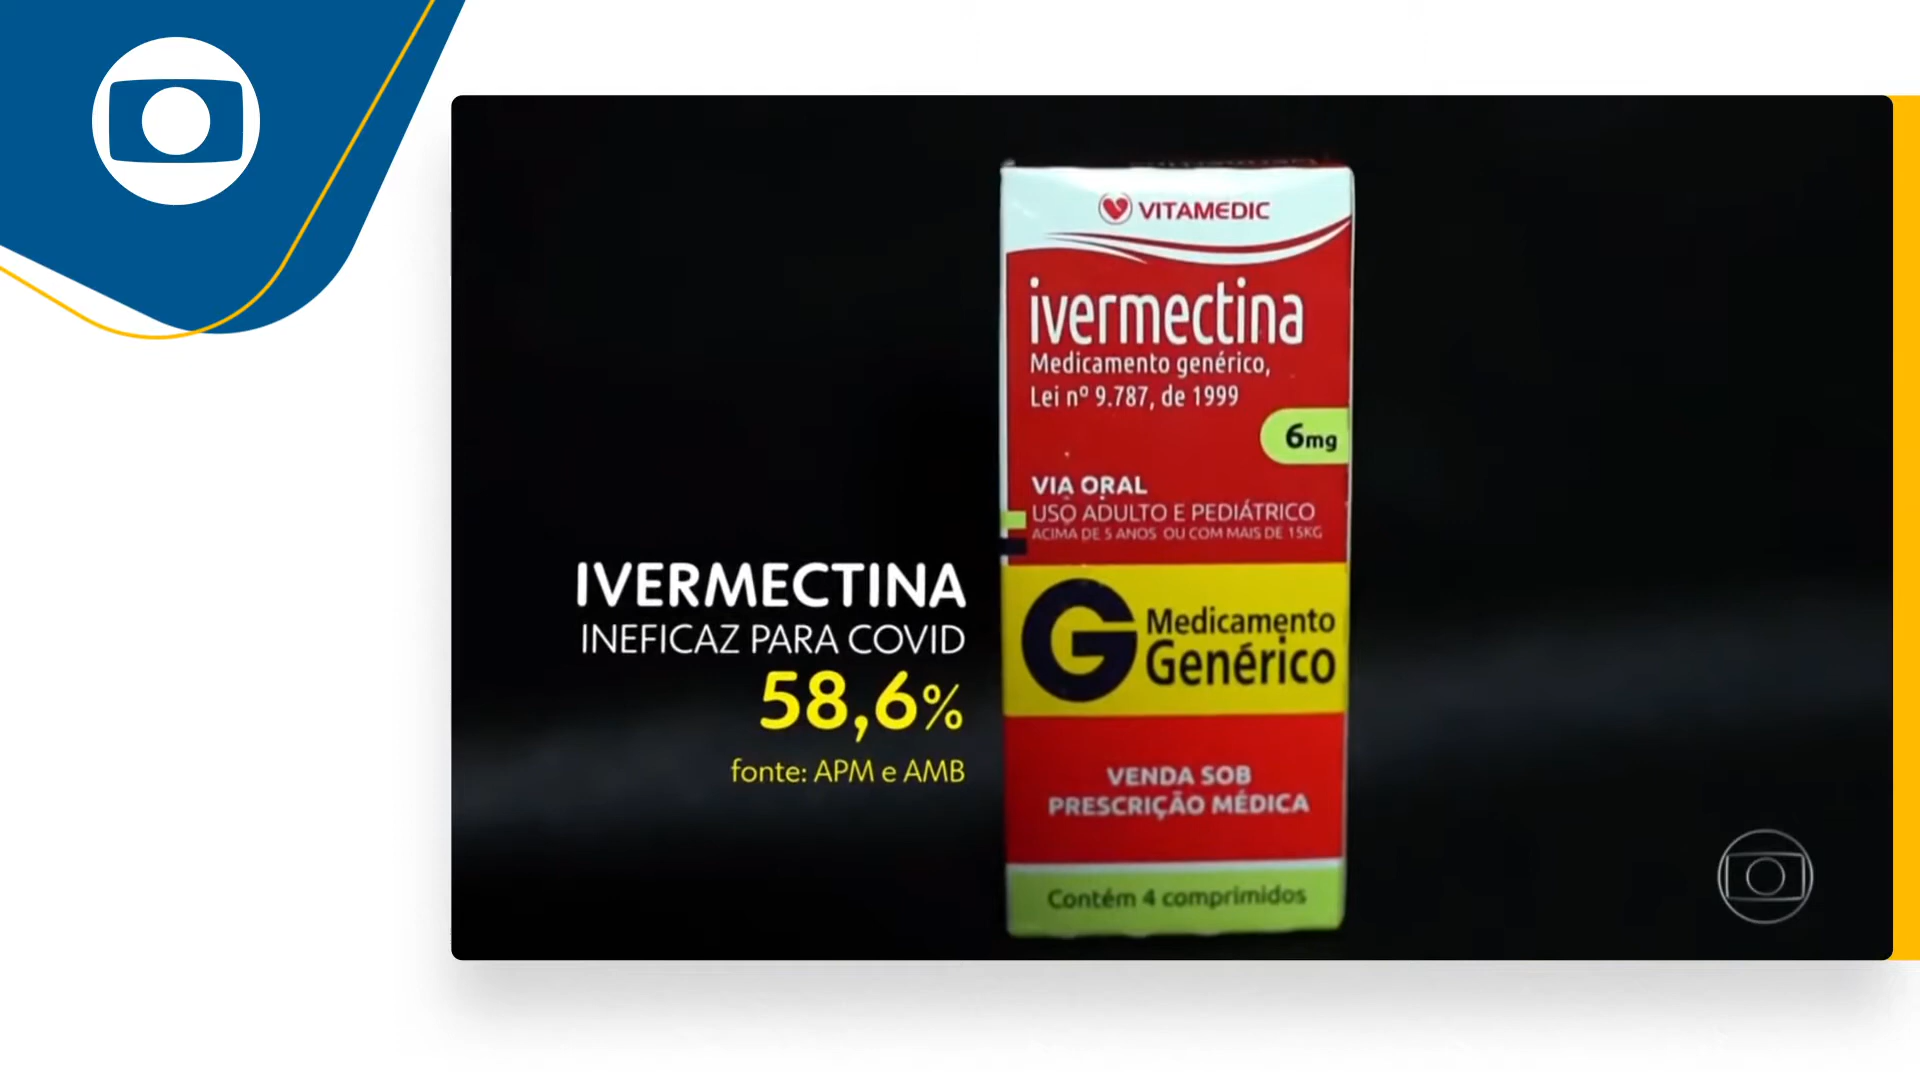 VITAMEDIC
ivermectina
Medicamento genérico,
Lei nº 9.787, de 1999
6mg
VIA ORAL
USO ADULTO E PEDIÁTRICO
ACIMA DE 5 ANOS OU COM MAIS DE 15KG
G Medicamento
Genérico
VENDA SOB
PRESCRIÇÃO MÉDICA
Contém 4 comprimidos
IVERMECTINA
INEFICAZ PARA COVID
58,6%
fonte: APM e AMB